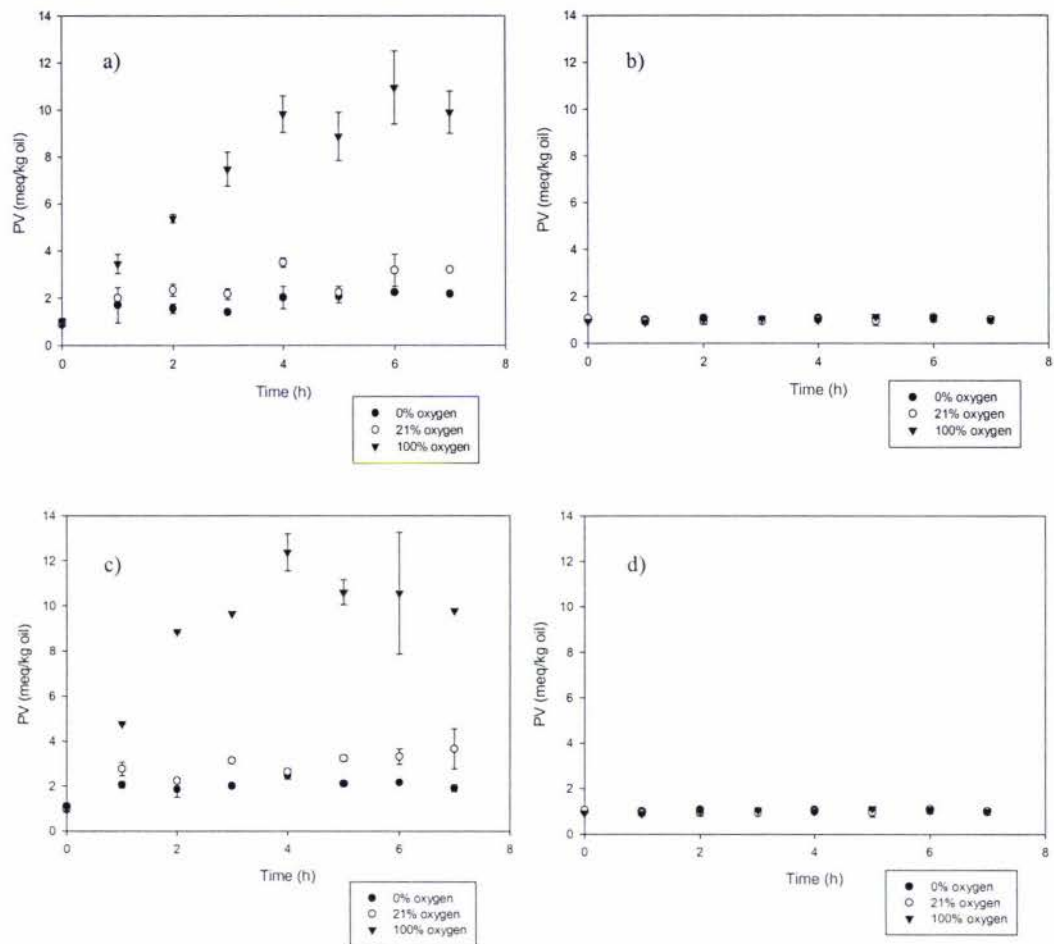 a)
PV (meq/kg oil)
14
12
10
8
6
4
2
0
0 2 4 6 8
Time (h)
0% oxygen
21% oxygen
100% oxygen
b)
PV (meq/kg oil)
14
12
10
8
6
4
2
0
0 2 4 6 8
Time (h)
0% oxygen
21% oxygen
100% oxygen
c)
PV (meq/kg oil)
14
12
10
8
6
4
2
0
0 2 4 6 8
Time (h)
0% oxygen
21% oxygen
100% oxygen
d)
PV (meq/kg oil)
14
12
10
8
6
4
2
0
0 2 4 6 8
Time (h)
0% oxygen
21% oxygen
100% oxygen